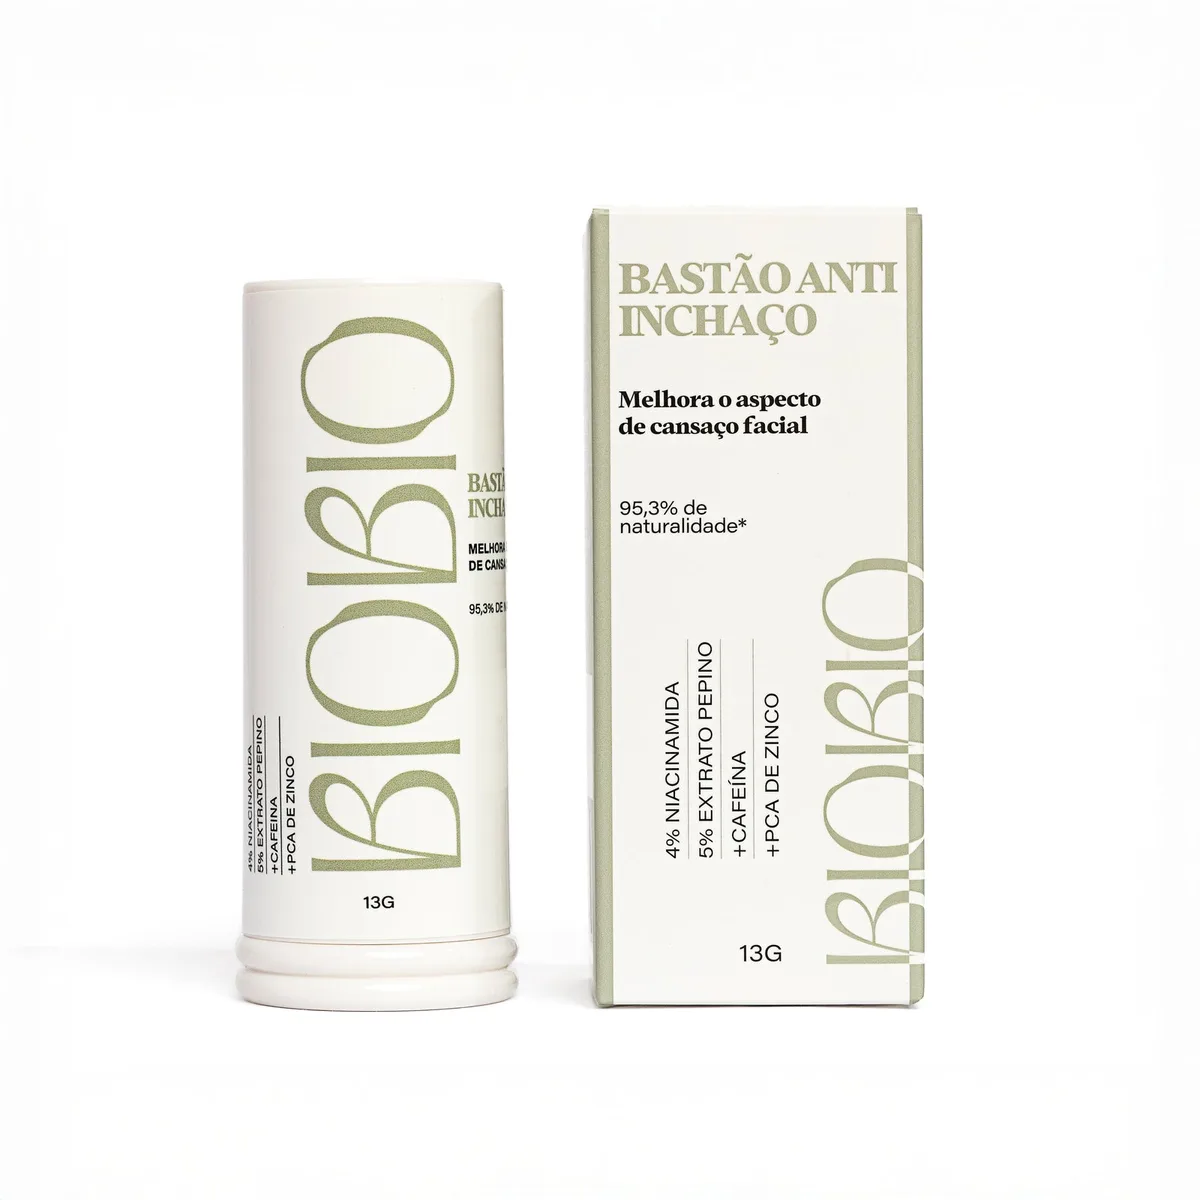 BIOBIO
BASTÃ
INCHA
MELHORA
DE CANSA
95,3% DE N
4% NIACINAMIDA
5% EXTRATO PEPINO
+CAFEINA
+PCA DE ZINCO
13G
BASTÃO ANTI
INCHAÇO
Melhora o aspecto
de cansaço facial
95,3% de
naturalidade*
4% NIACINAMIDA
5% EXTRATO PEPINO
+CAFEÍNA
+PCA DE ZINCO
BIOBIO
13G